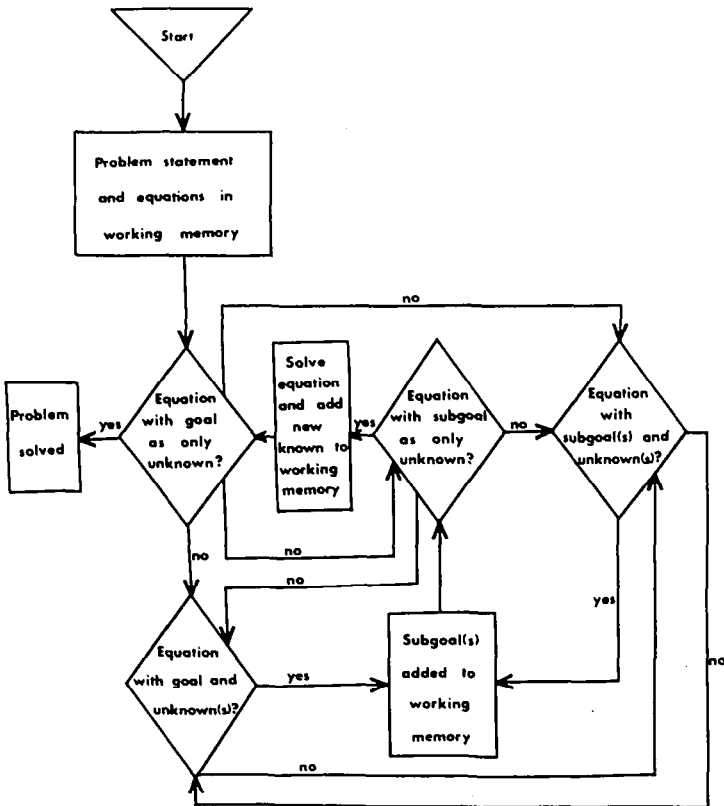 Start
Problem statement
and equations in
working memory
no
Problem
solved
yes
Equation
with goal
as only
unknown?
Solve
equation
and add
new
known to
working
memory
yes
Equation
with subgoal
as only
unknown?
no
Equation
with
subgoal(s) and
unknown(s)?
no
no
no
yes
Equation
with goal and
unknown(s)?
yes
Subgoal(s)
added to
working
memory
no
no